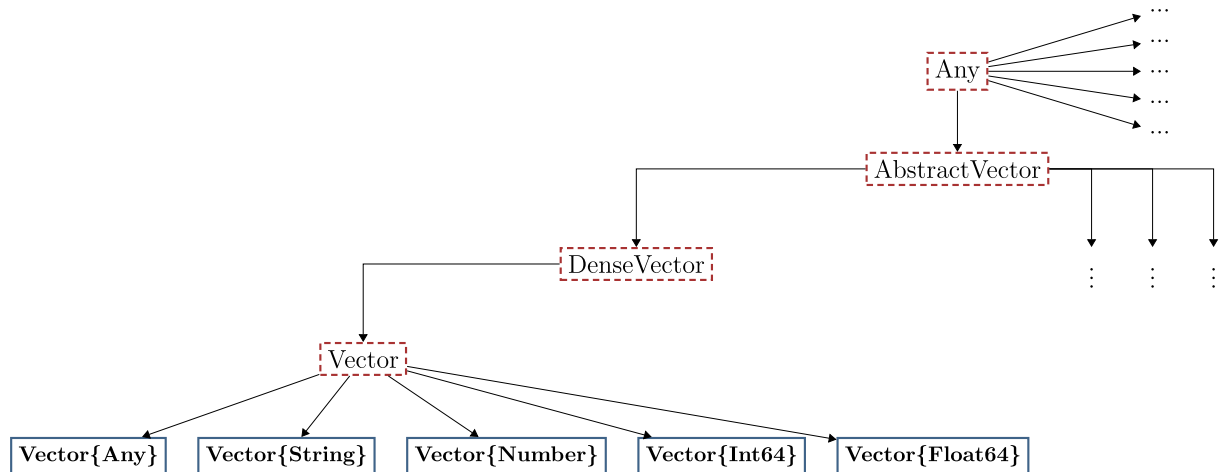 ...
...
Any
...
...
...
AbstractVector
DenseVector
⋮ ⋮ ⋮
Vector
Vector{Any} Vector{String} Vector{Number} Vector{Int64} Vector{Float64}